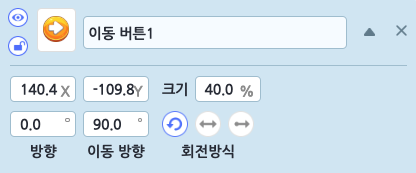 이동 버튼1
140.4 X -109.8 Y 크기 40.0 %
0.0 ° 90.0 °
방향 이동 방향 회전방식